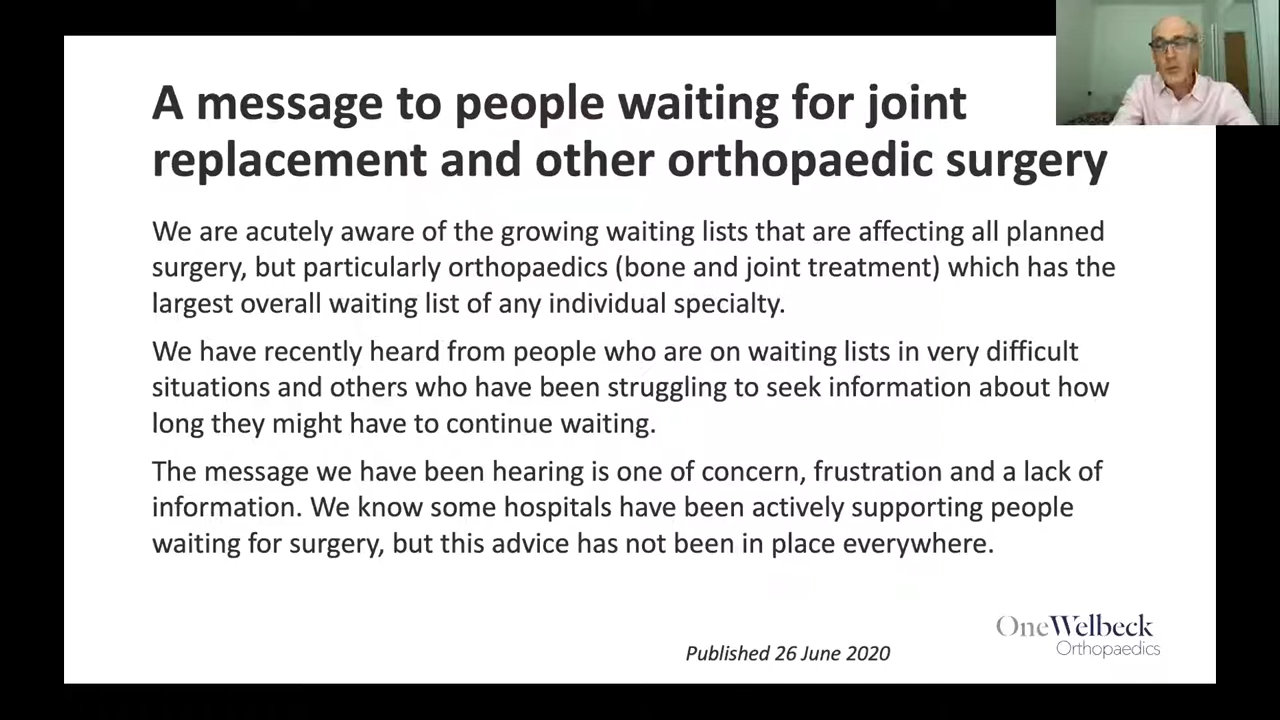 A message to people waiting for joint
replacement and other orthopaedic surgery
We are acutely aware of the growing waiting lists that are affecting all planned
surgery, but particularly orthopaedics (bone and joint treatment) which has the
largest overall waiting list of any individual specialty.
We have recently heard from people who are on waiting lists in very difficult
situations and others who have been struggling to seek information about how
long they might have to continue waiting.
The message we have been hearing is one of concern, frustration and a lack of
information. We know some hospitals have been actively supporting people
waiting for surgery, but this advice has not been in place everywhere.
OneWelbeck
Orthopaedics
Published 26 June 2020